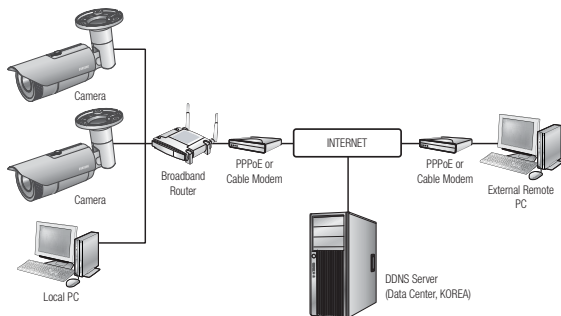 Camera
INTERNET
PPPoE or
Cable Modem
PPPoE or
Cable Modem
Broadband
Router
External Remote
PC
Camera
DDNS Server
(Data Center, KOREA)
Local PC